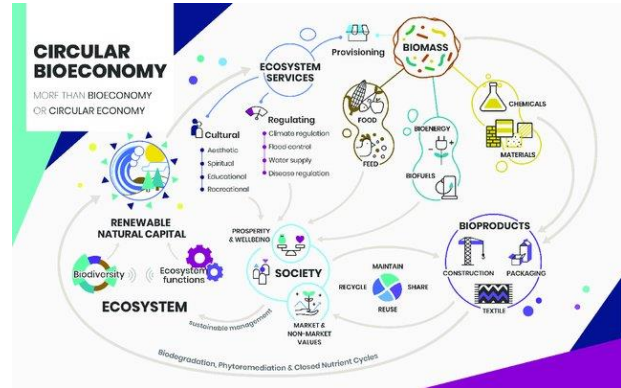 CIRCULAR
BIOECONOMY
MORE THAN BIOECONOMY
OR CIRCULAR ECONOMY
ECOSYSTEM
SERVICES
Provisioning
BIOMASS
Cultural
Aesthetic
Spiritual
Educational
Recreational
Regulating
Climate regulation
Flood control
Water supply
Disease regulation
FOOD
FEED
BIOENERGY
BIOFUELS
CHEMICALS
MATERIALS
RENEWABLE
NATURAL CAPITAL
Biodiversity
Ecosystem
functions
ECOSYSTEM
PROSPERITY
& WELLBEING
SOCIETY
MARKET &
NON-MARKET
VALUES
MAINTAIN
RECYCLE
SHARE
REUSE
BIOPRODUCTS
CONSTRUCTION
PACKAGING
TEXTILE
sustainable management
Biodegradation, Phytoremediation & Closed Nutrient Cycles